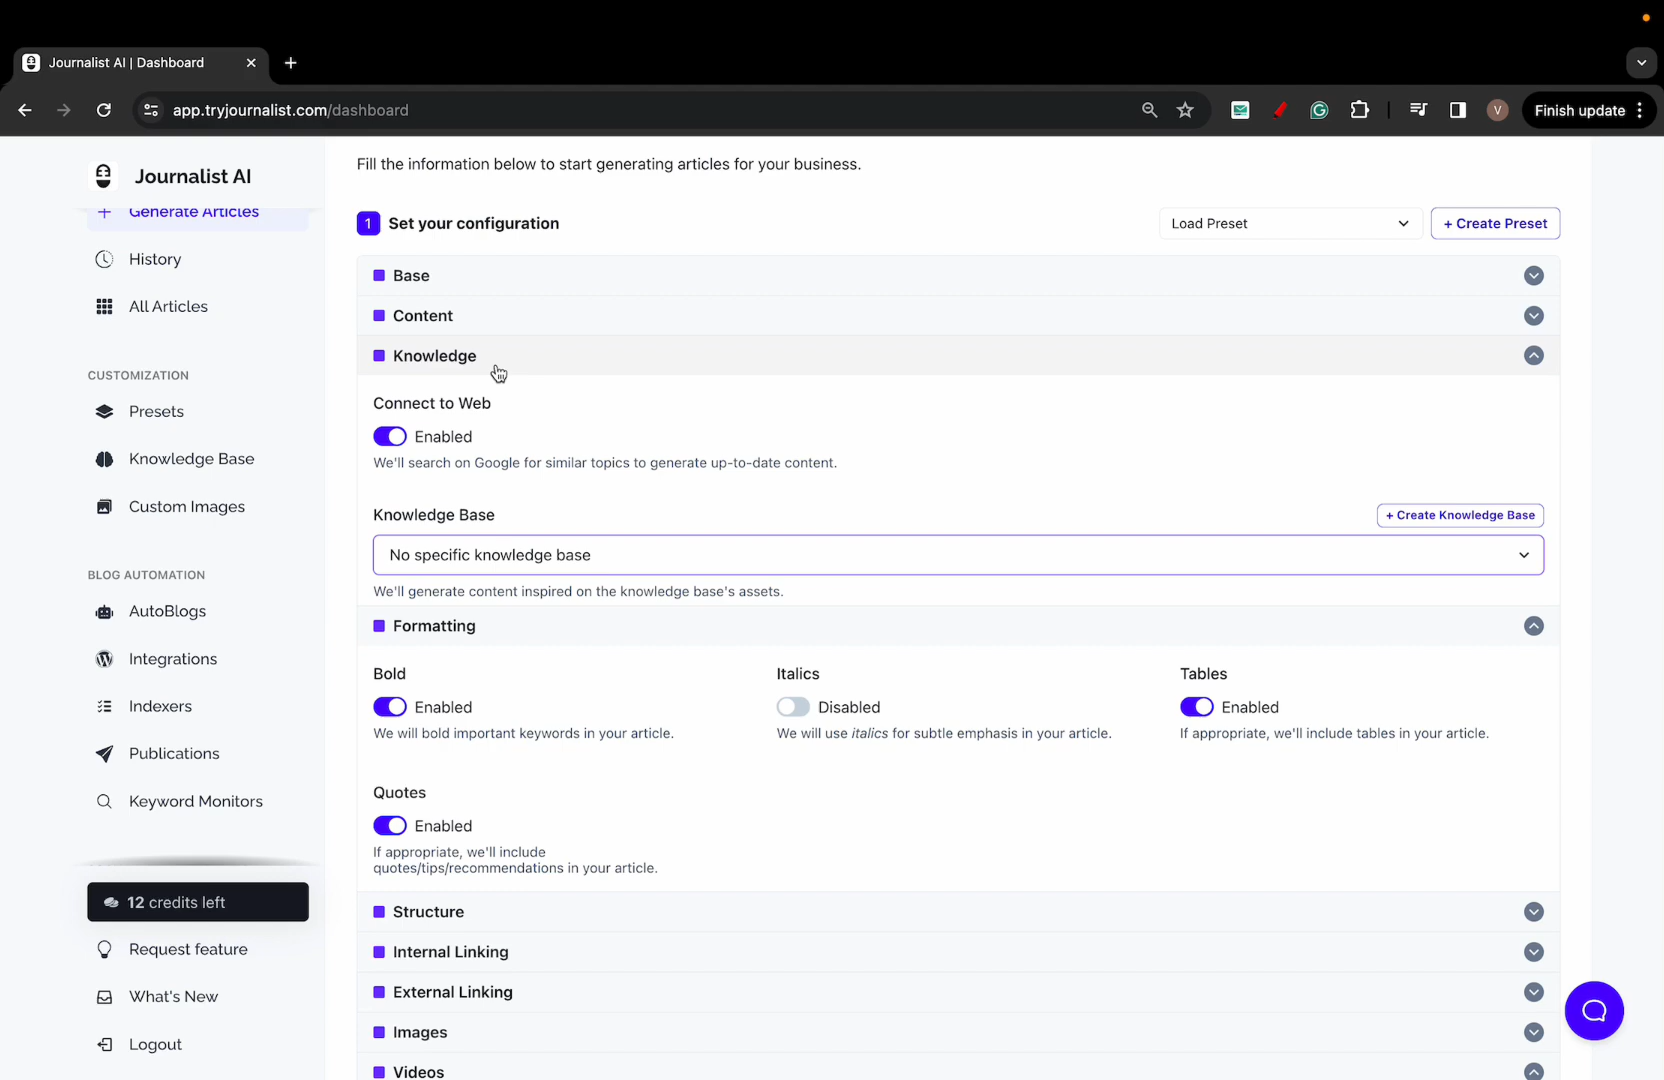 Journalist AI | Dashboard
app.tryjournalist.com/dashboard
V
Finish update
Journalist AI
Generate Articles
History
All Articles
CUSTOMIZATION
Presets
Knowledge Base
Custom Images
BLOG AUTOMATION
AutoBlogs
Integrations
Indexers
Publications
Keyword Monitors
12 credits left
Request feature
What's New
Logout
Fill the information below to start generating articles for your business.
1 Set your configuration
Load Preset
+ Create Preset
Base
Content
Knowledge
Connect to Web
Enabled
We'll search on Google for similar topics to generate up-to-date content.
Knowledge Base
+ Create Knowledge Base
No specific knowledge base
We'll generate content inspired on the knowledge base's assets.
Formatting
Bold
Enabled
We will bold important keywords in your article.
Italics
Disabled
We will use italics for subtle emphasis in your article.
Tables
Enabled
If appropriate, we'll include tables in your article.
Quotes
Enabled
If appropriate, we'll include
quotes/tips/recommendations in your article.
Structure
Internal Linking
External Linking
Images
Videos